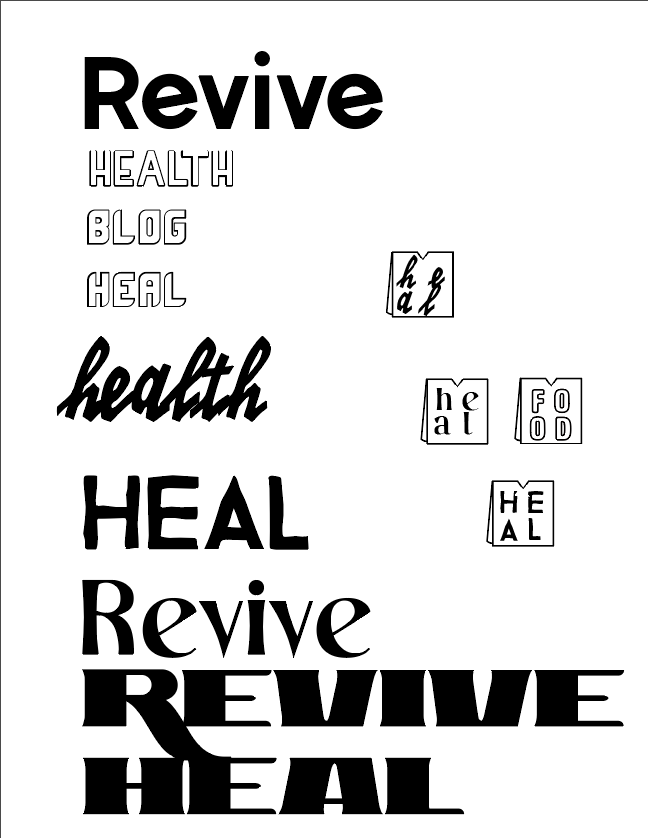 Revive
HEALTH
BLOG
HEAL
he
al
health
he
al
FO
OD
HEAL
HE
AL
Revive
REVIVE
HEAL